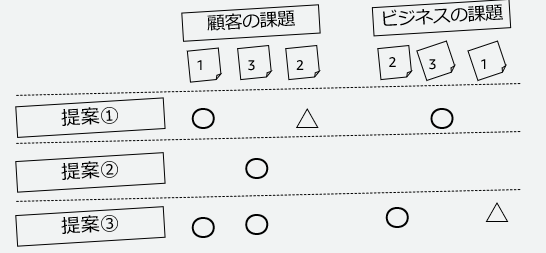 顧客の課題 ビジネスの課題
1 3 2 2 3 1
提案① ○ △ ○
提案② ○
提案③ ○ ○ ○ △